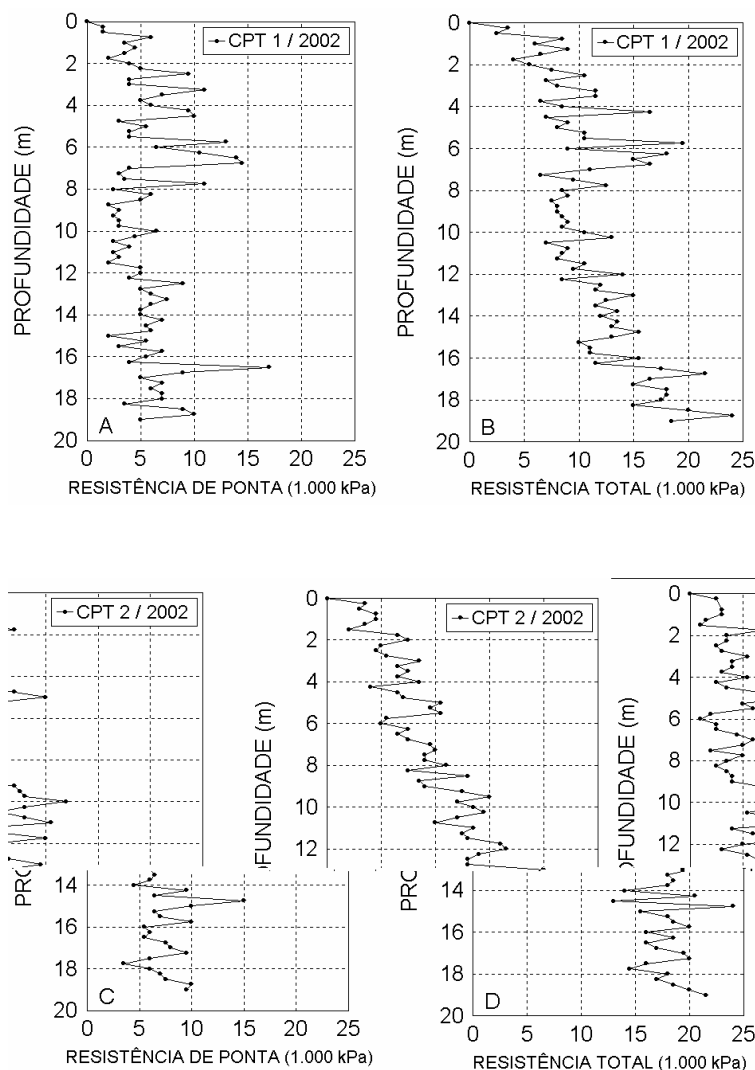 CPT 1 / 2002
PROFUNDIDADE (m)
0
2
4
6
8
10
12
14
16
18
20
A
0 5 10 15 20 25
RESISTÊNCIA DE PONTA (1.000 kPa)
CPT 1 / 2002
PROFUNDIDADE (m)
0
2
4
6
8
10
12
14
16
18
20
B
0 5 10 15 20 25
RESISTÊNCIA TOTAL (1.000 kPa)
CPT 2 / 2002
CPT 2 / 2002
(m)
0
2
4
6
8
10
12
(m)
0
2
4
6
8
10
12
14
16
18
20
C
0 5 10 15 20 25
RESISTÊNCIA DE PONTA (1.000 kPa)
14
16
18
20
D
0 5 10 15 20 25
RESISTÊNCIA TOTAL (1.000 kPa)